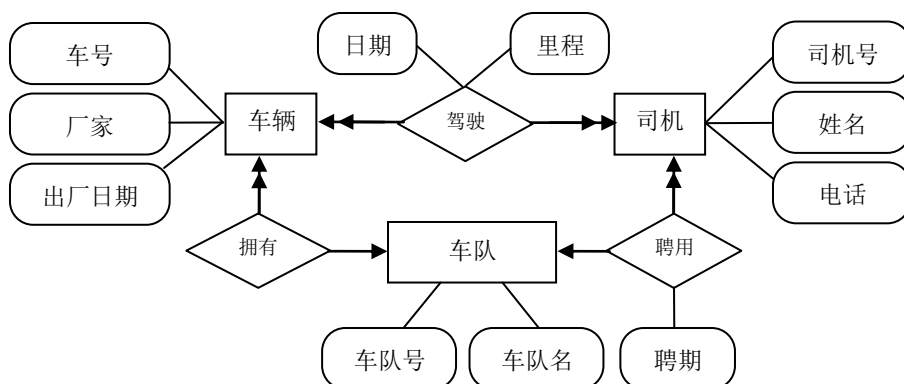 日期
里程
车号
司机号
厂家
车辆
驾驶
司机
姓名
出厂日期
电话
拥有
车队
聘用
车队号
车队名
聘期